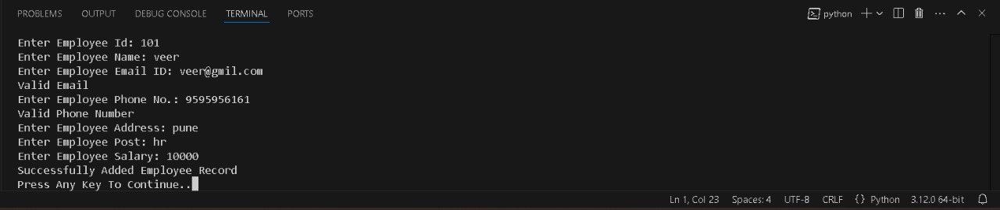 PROBLEMS OUTPUT DEBUG CONSOLE TERMINAL PORTS python
Enter Employee Id: 101
Enter Employee Name: veer
Enter Employee Email ID: veer@gmil.com
Valid Email
Enter Employee Phone No.: 9595956161
Valid Phone Number
Enter Employee Address: pune
Enter Employee Post: hr
Enter Employee Salary: 10000
Successfully Added Employee Record
Press Any Key To Continue..
Ln 1, Col 23 Spaces: 4 UTF-8 CRLF {} Python 3.12.0 64-bit